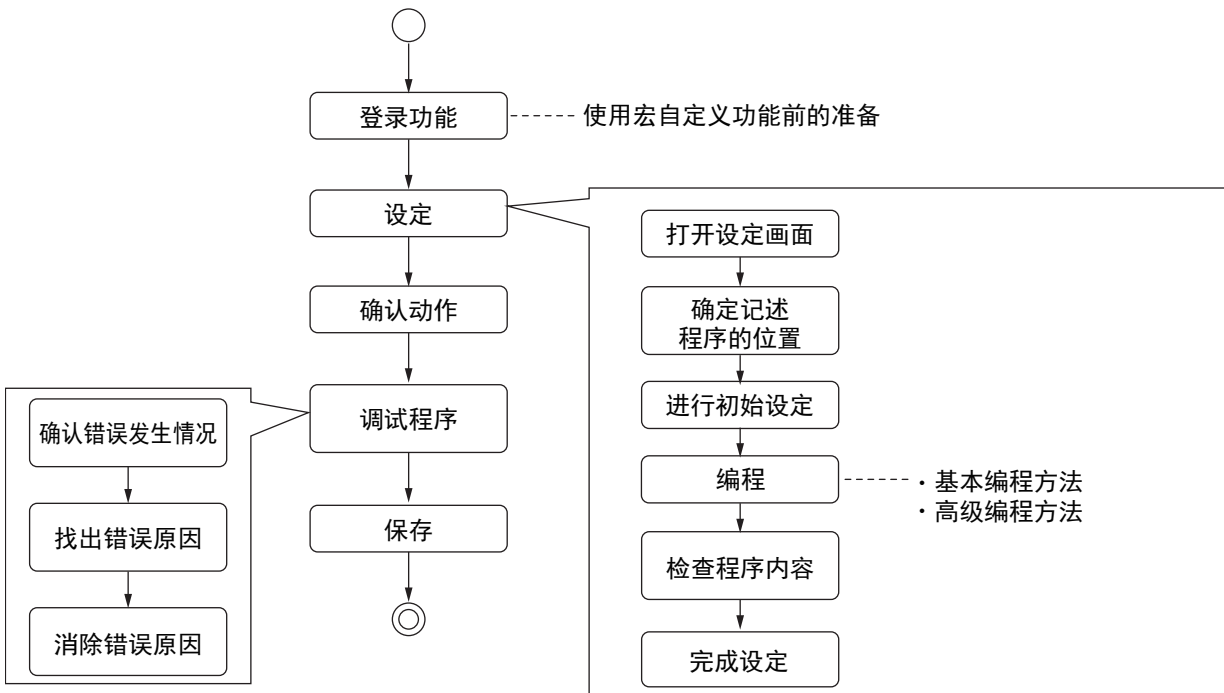 登录功能
使用宏自定义功能前的准备
设定
确认动作
调试程序
保存
打开设定画面
确定记述
程序的位置
进行初始设定
编程
・基本编程方法
・高级编程方法
检查程序内容
完成设定
确认错误发生情况
找出错误原因
消除错误原因